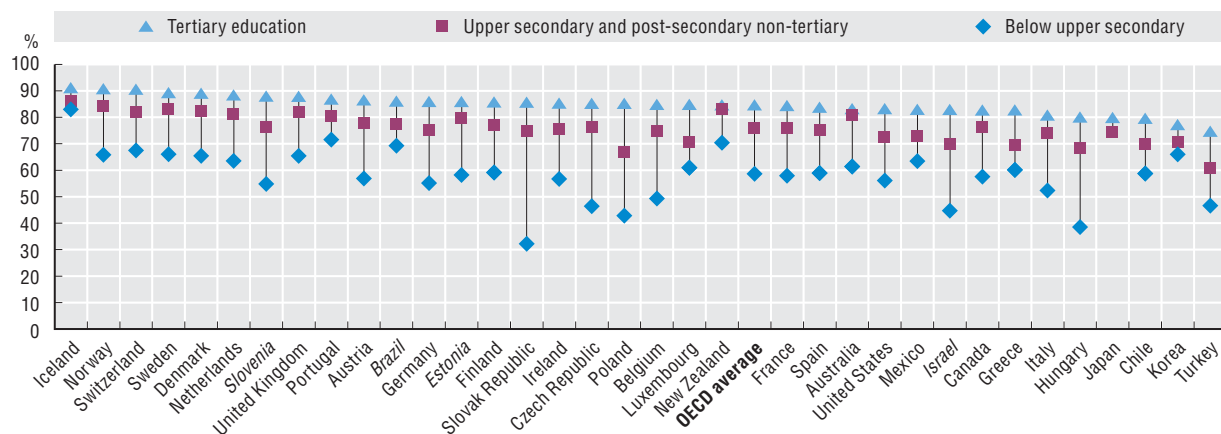 Tertiary education Upper secondary and post-secondary non-tertiary Below upper secondary
%
100
90
80
70
60
50
40
30
20
10
0
Iceland
Norway
Switzerland
Sweden
Denmark
Netherlands
Slovenia
United Kingdom
Portugal
Austria
Brazil
Germany
Estonia
Finland
Slovak Republic
Ireland
Czech Republic
Poland
Belgium
Luxembourg
New Zealand
OECD average
France
Spain
Australia
United States
Mexico
Israel
Canada
Greece
Italy
Hungary
Japan
Chile
Korea
Turkey